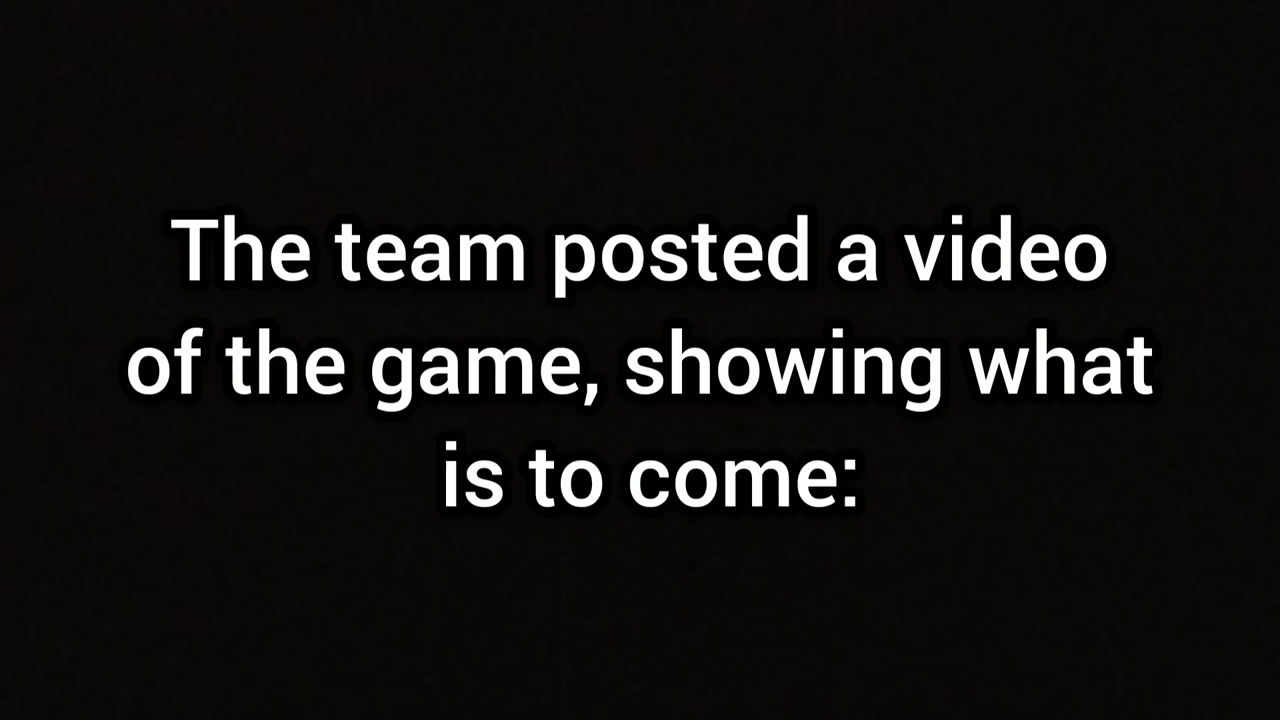 The team posted a video
of the game, showing what
is to come: